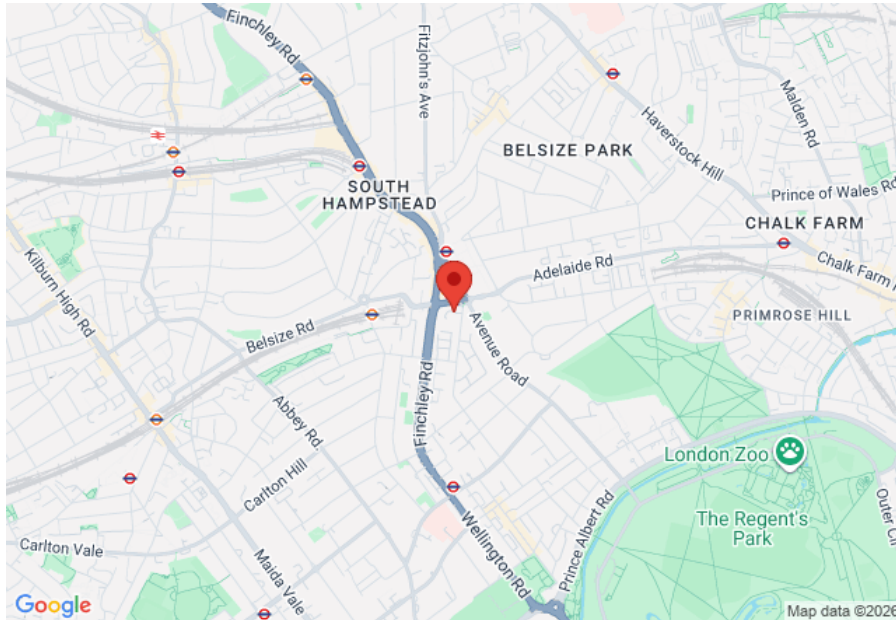 Finchley Rd
Fitzjohn's Ave
Haverstock Hill
Malden Rd
BELSIZE PARK
SOUTH
HAMPSTEAD
Prince of Wales Rd
CHALK FARM
Kilburn High Rd
Adelaide Rd
Chalk Farm
PRIMROSE HILL
Belsize Rd
Avenue Road
Finchley Rd
Abbey Rd.
London Zoo
Carlton Hill
Wellington Rd
Prince Albert Rd
The Regent's
Park
Outer Cir
Carlton Vale
Maida Vale
Google
Map data ©2026